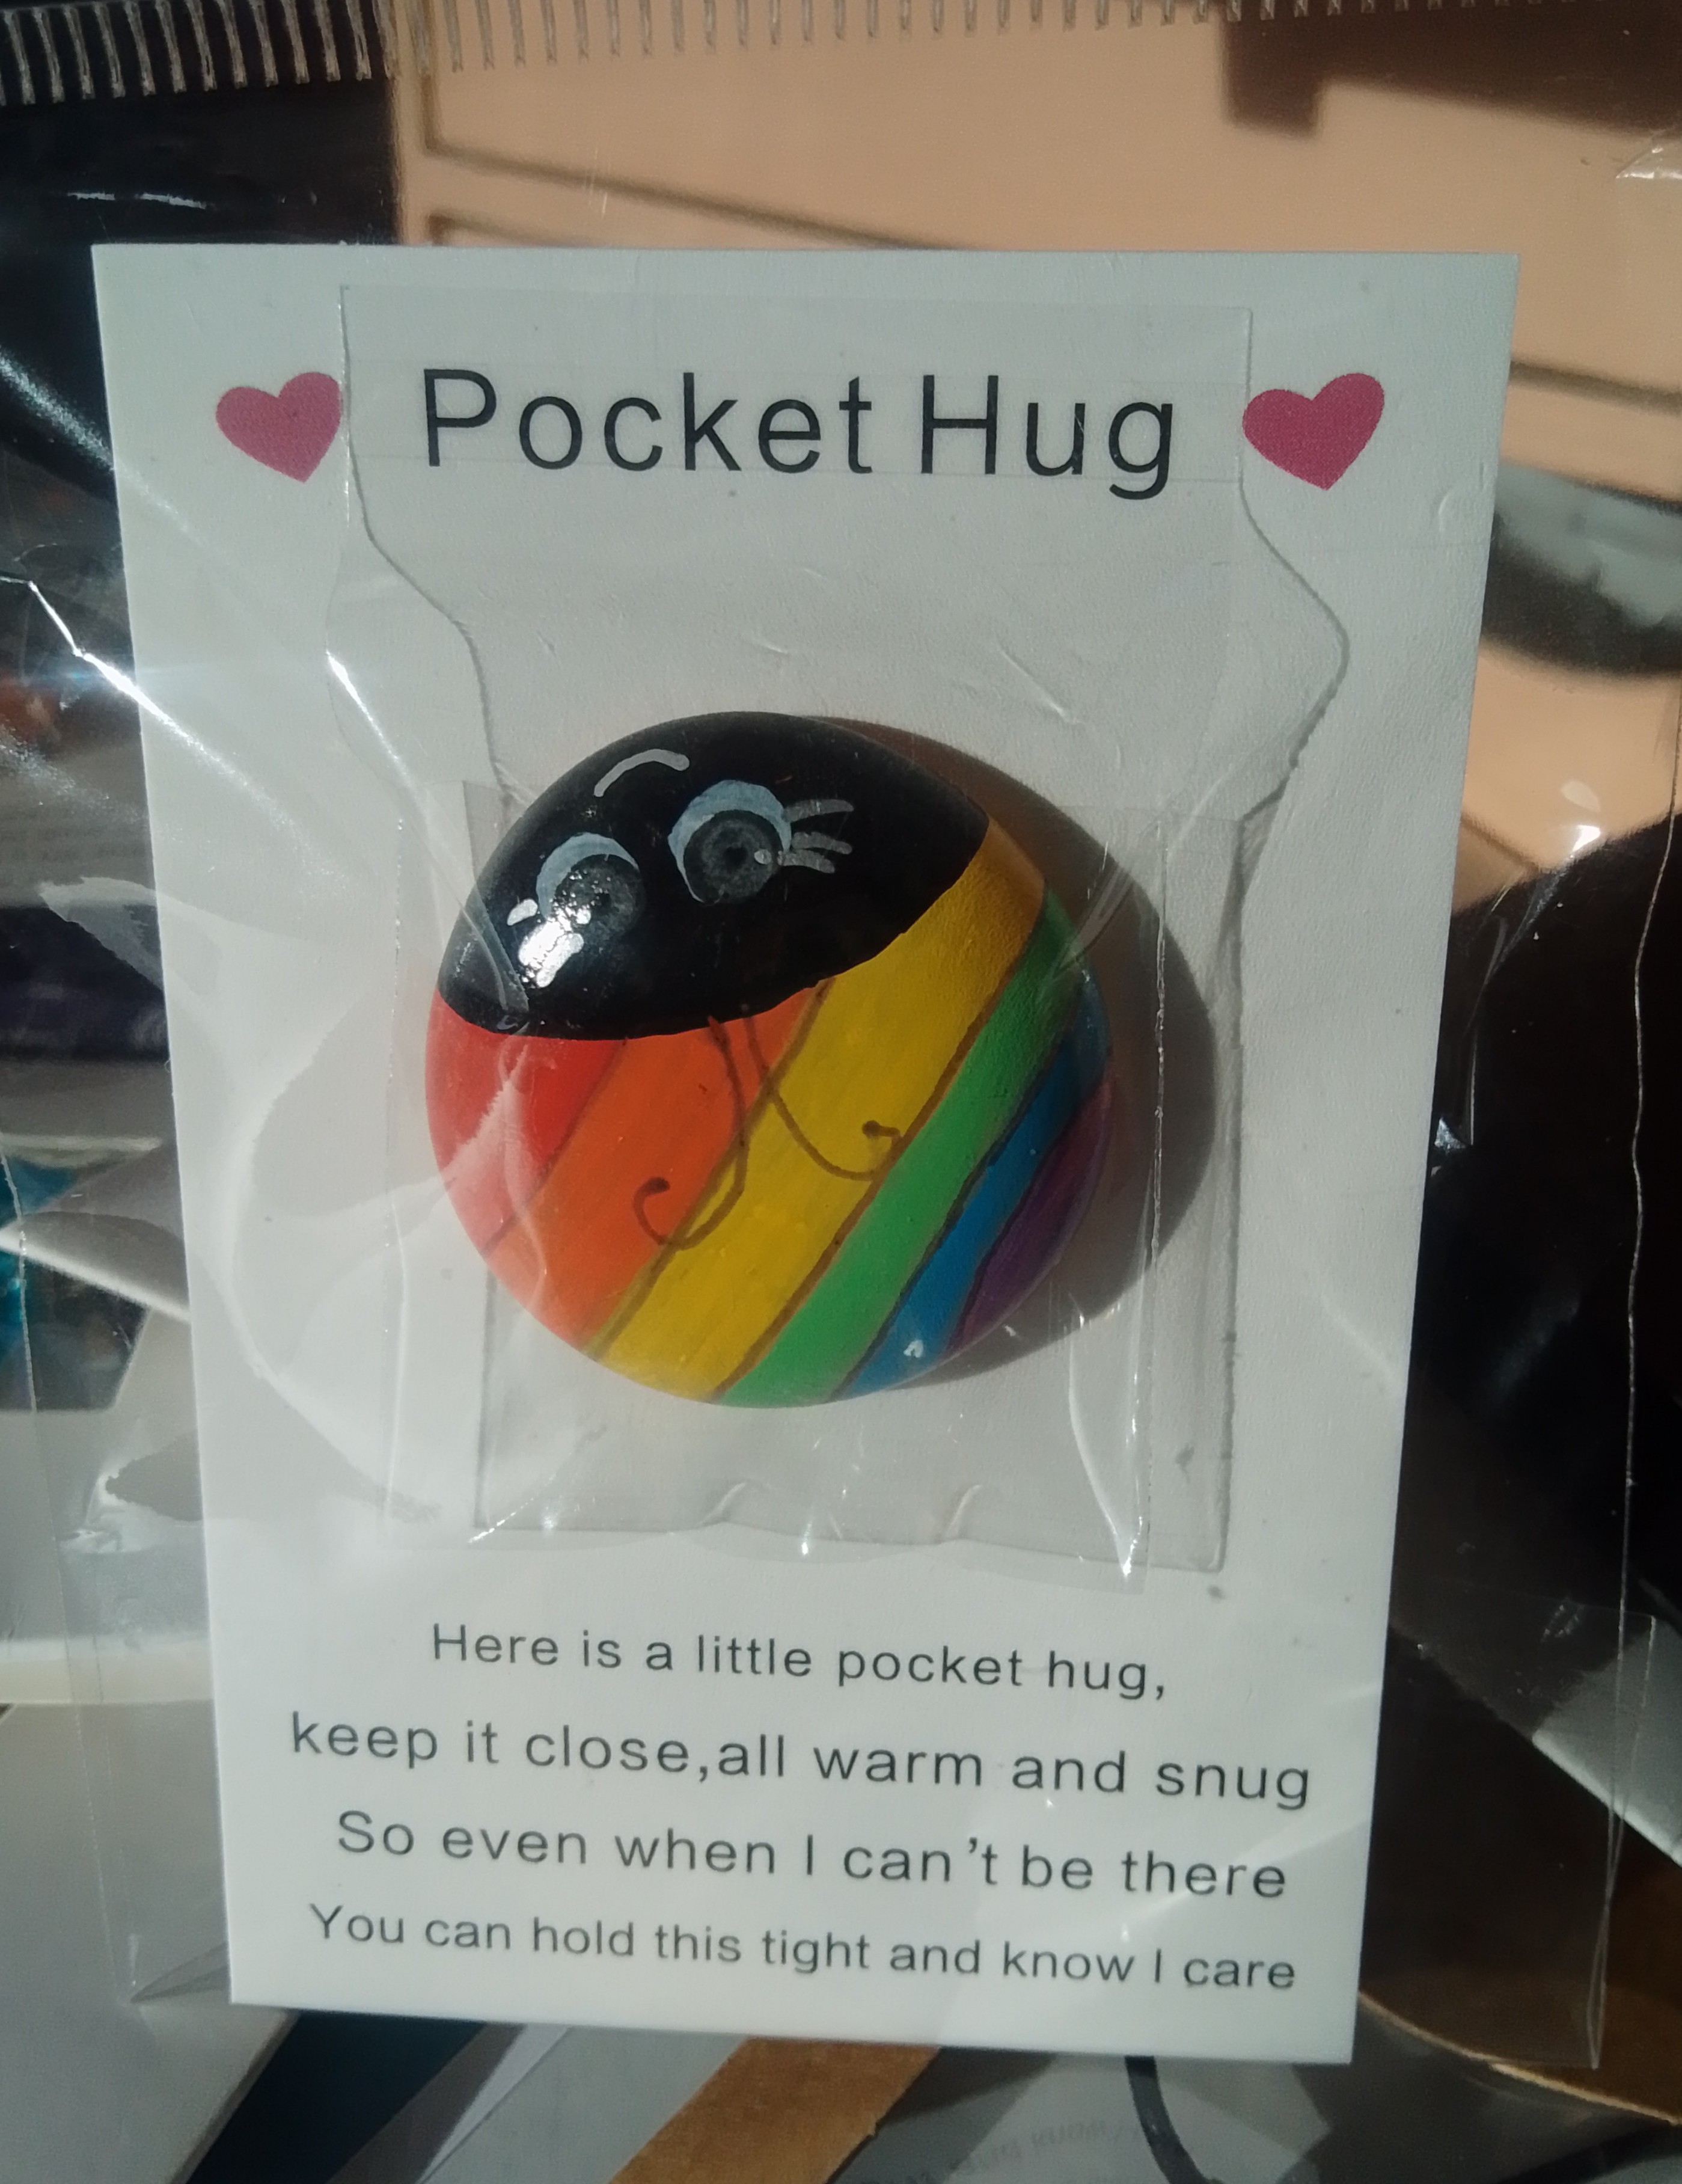 Pocket Hug
Here is a little pocket hug,
keep it close,all warm and snug
So even when I can't be there
You can hold this tight and know I care